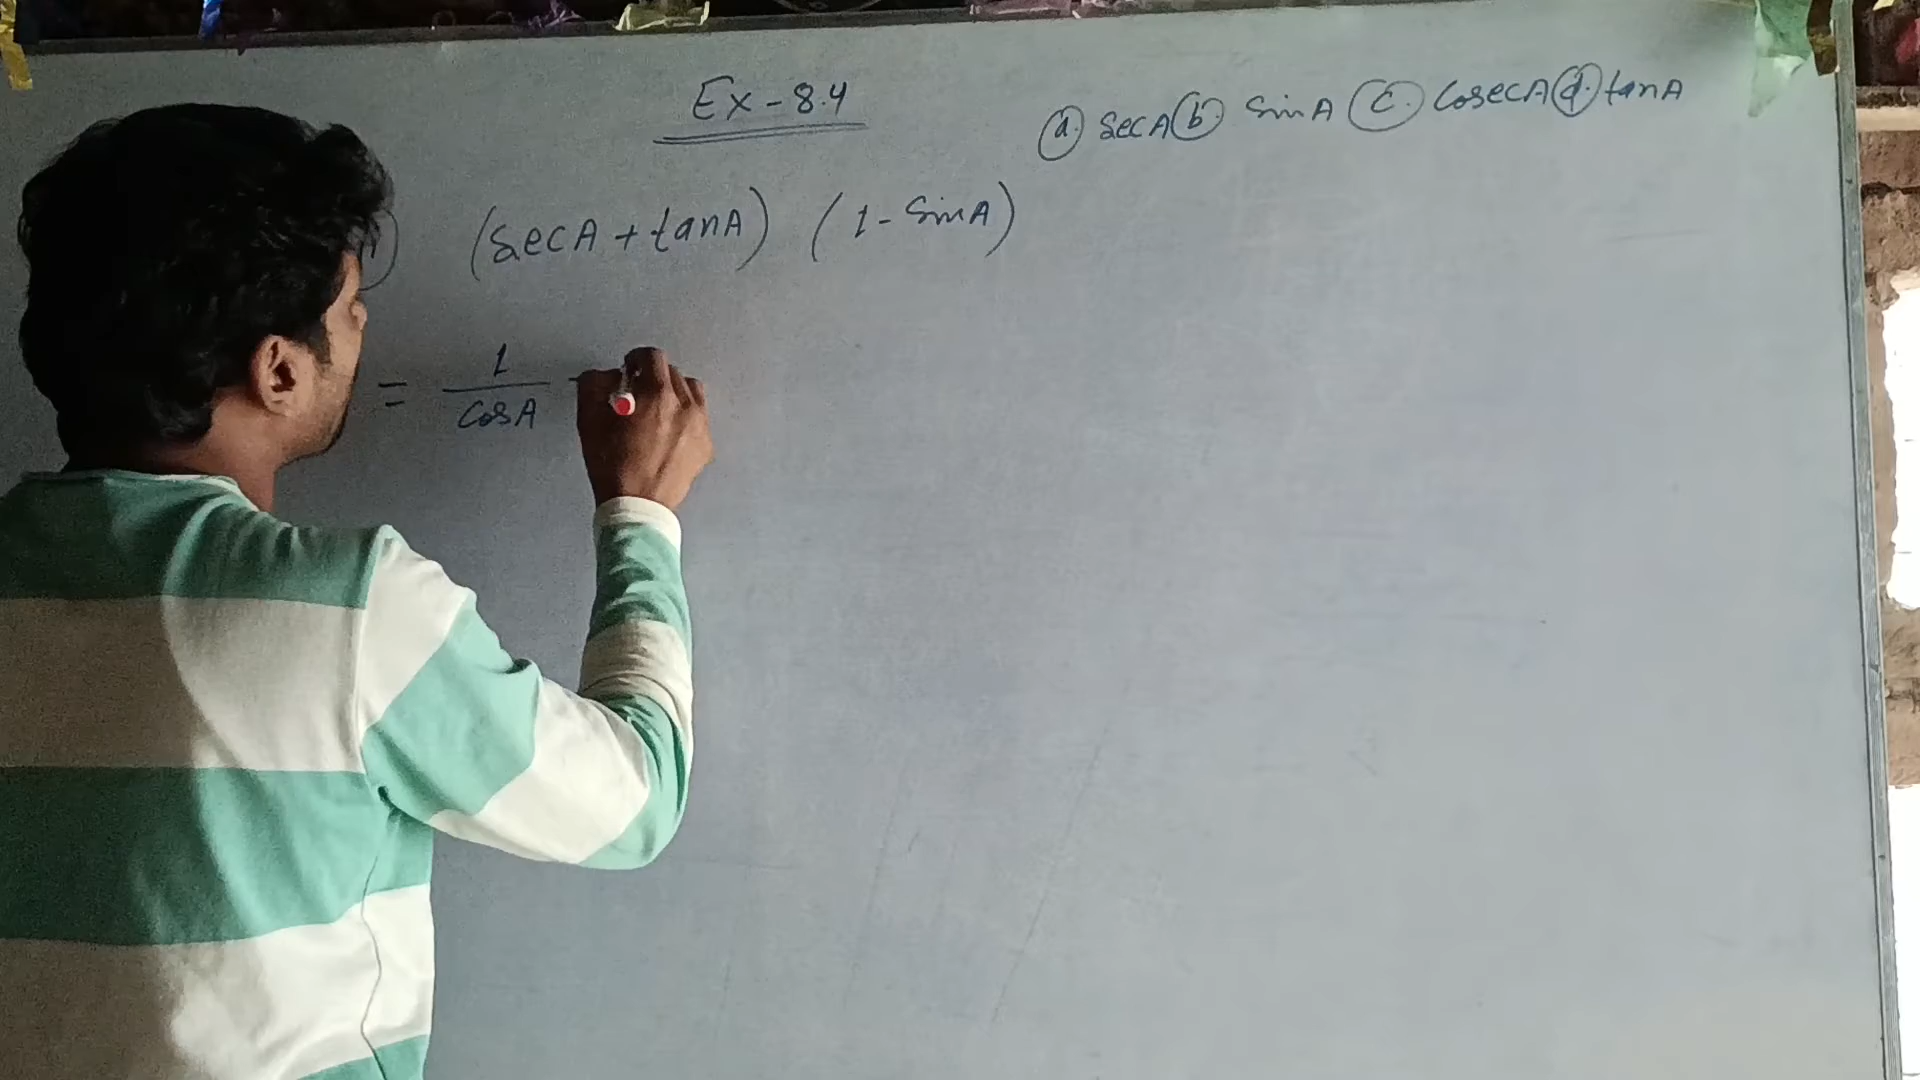 Ex-8.4
(a.) secA (b.) sinA (c.) cosecA (d.) tanA
(secA + tanA) (1 - sinA)
= 1/cosA